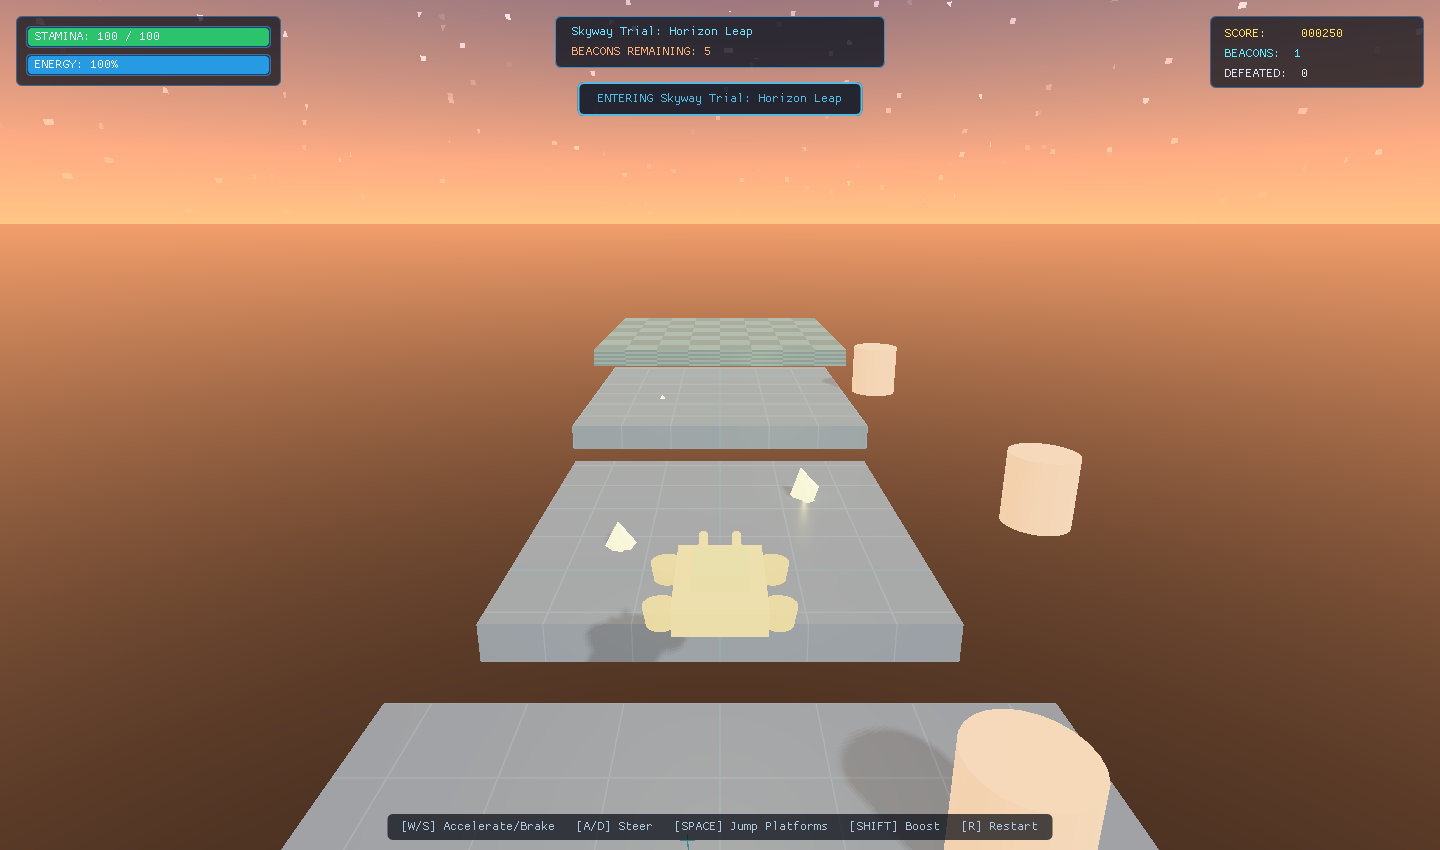 STAMINA: 100 / 100
ENERGY: 100%
Skyway Trial: Horizon Leap
BEACONS REMAINING: 5
ENTERING Skyway Trial: Horizon Leap
SCORE: 000250
BEACONS: 1
DEFEATED: 0
[W/S] Accelerate/Brake [A/D] Steer [SPACE] Jump Platforms [SHIFT] Boost [R] Restart